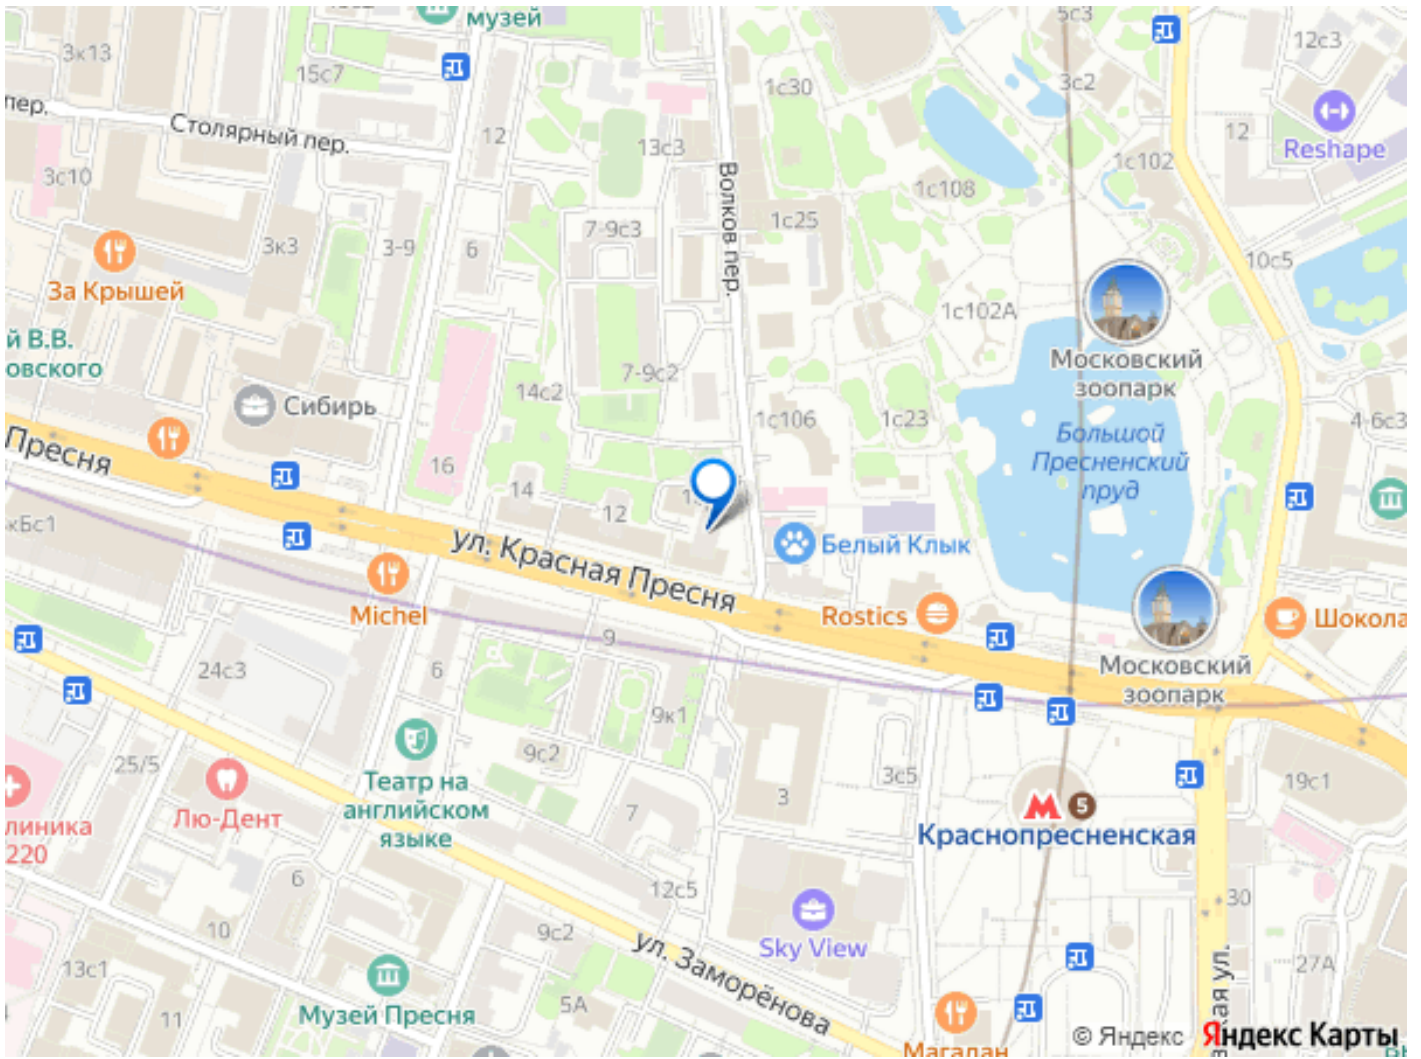 музей
5с3
12с3
3к13
15с7
1с30
3с2
пер.
Столярный пер.
12
13с3
12
Reshape
3с10
Волков пер.
1с108
1с102
3к3
3-9
6
7-9с3
1с25
10с5
За Крышей
1с102А
й В.В.
овского
Московский
зоопарк
Сибирь
14с2
7-9с2
1с106
1с23
4-6с3
Большой
Пресненский
пруд
Пресня
16
14
12
кБс1
ул. Красная Пресня
Белый Клык
Michel
Rostics
Шокола
9
Московский
зоопарк
24с3
6
9к1
9с2
25/5
Театр на
английском
языке
Лю-Дент
линика
220
7
3
3с5
5
Краснопресненская
19с1
6
12с5
30
10
9с2
Sky View
ул. Заморёнова
13с1
27А
Музей Пресня
5А
11
кая ул.
Магадан
© Яндекс
Яндекс Карты